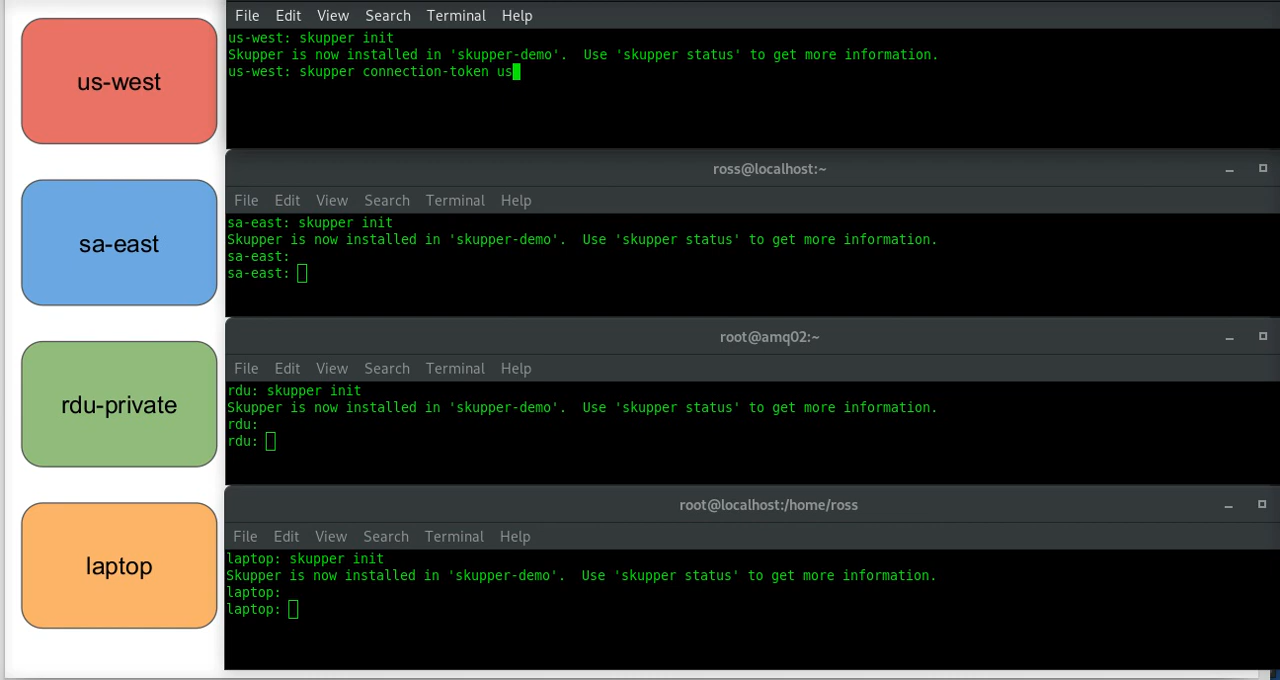 us-west
File Edit View Search Terminal Help
us-west: skupper init
Skupper is now installed in 'skupper-demo'.  Use 'skupper status' to get more information.
us-west: skupper connection-token us
sa-east
ross@localhost:~
File Edit View Search Terminal Help
sa-east: skupper init
Skupper is now installed in 'skupper-demo'.  Use 'skupper status' to get more information.
sa-east:
sa-east:
rdu-private
root@amq02:~
File Edit View Search Terminal Help
rdu: skupper init
Skupper is now installed in 'skupper-demo'.  Use 'skupper status' to get more information.
rdu:
rdu:
laptop
root@localhost:/home/ross
File Edit View Search Terminal Help
laptop: skupper init
Skupper is now installed in 'skupper-demo'.  Use 'skupper status' to get more information.
laptop:
laptop: